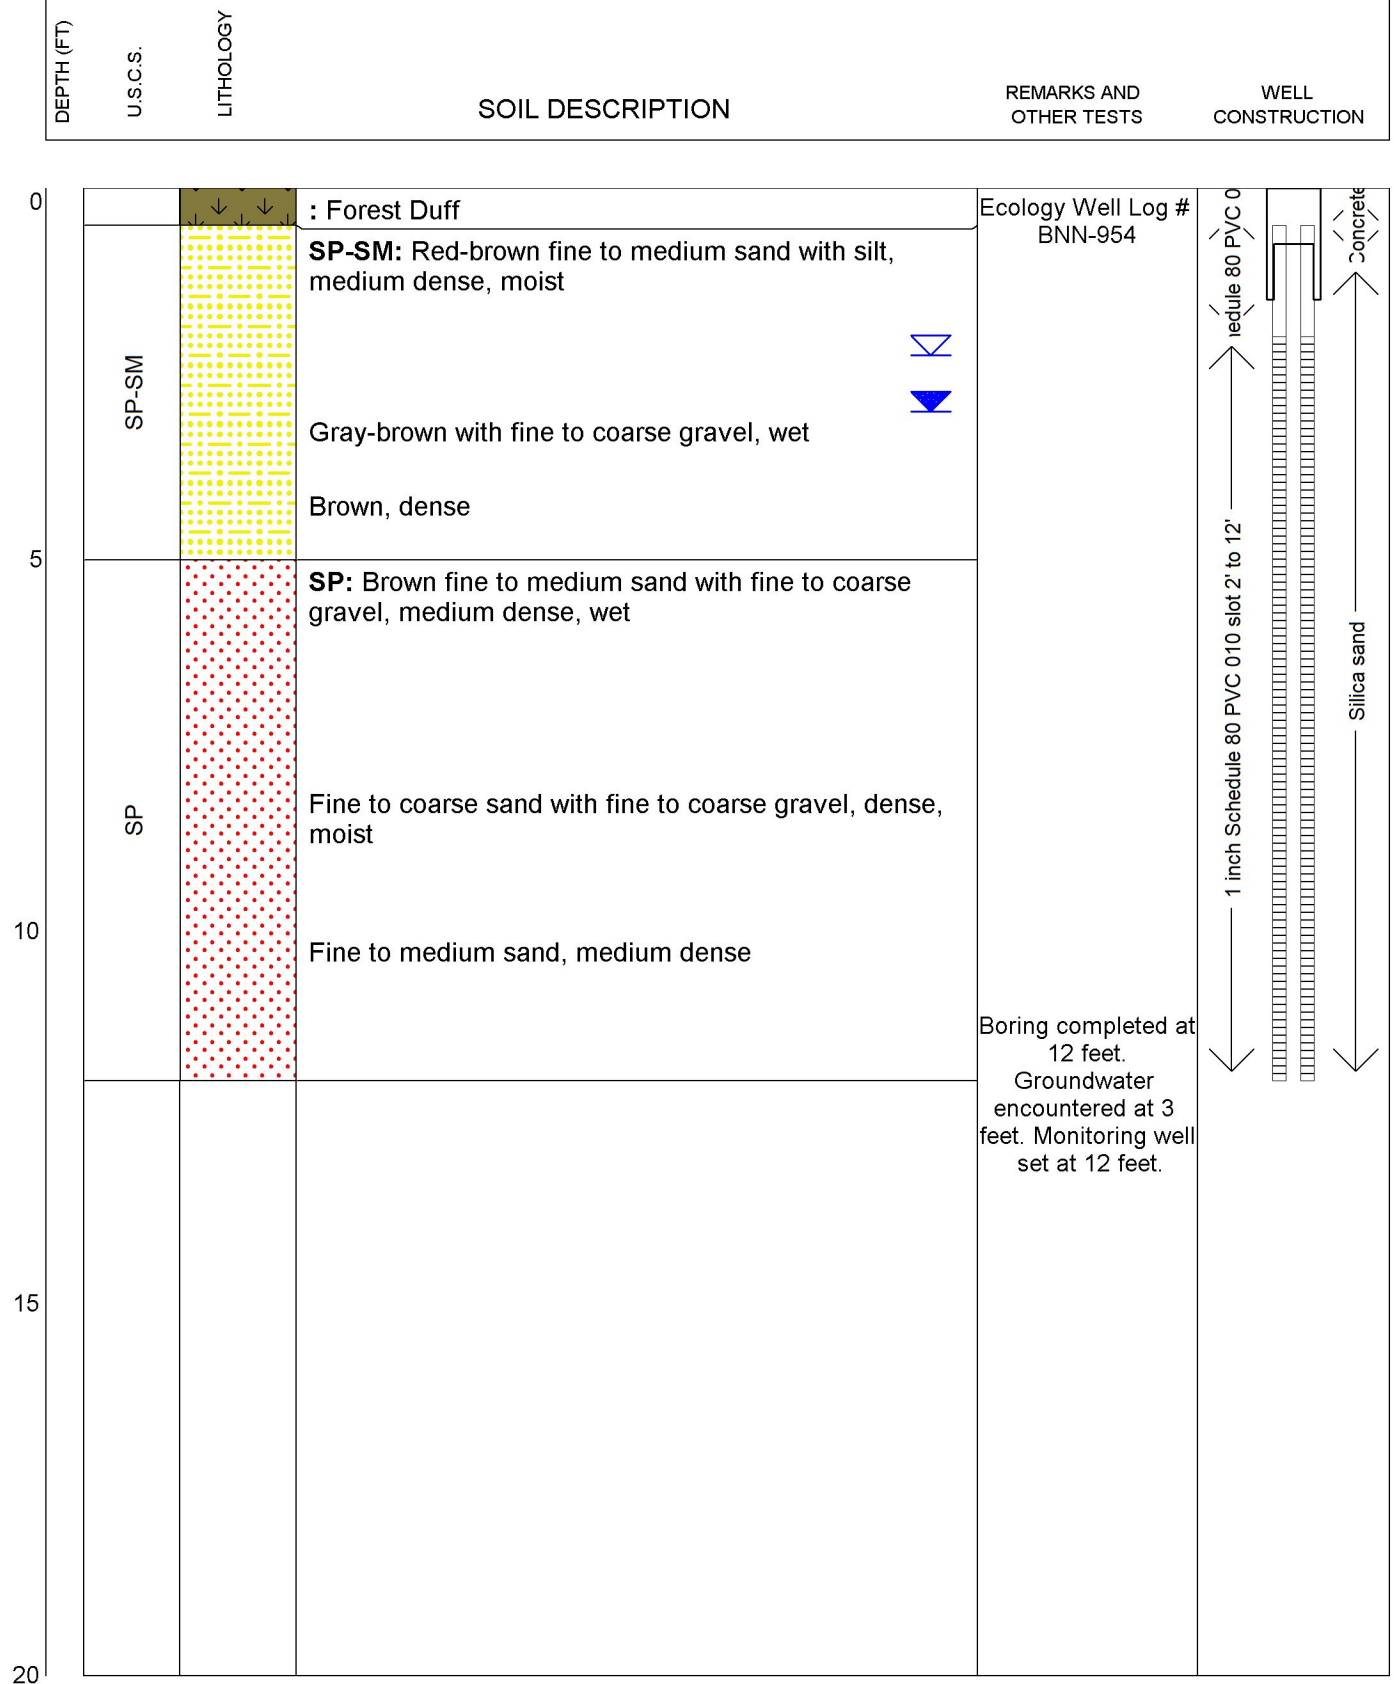 DEPTH (FT)
U.S.C.S.
LITHOLOGY
SOIL DESCRIPTION
REMARKS AND
OTHER TESTS
WELL
CONSTRUCTION
0
: Forest Duff
Ecology Well Log #
BNN-954
SP-SM: Red-brown fine to medium sand with silt,
medium dense, moist
SP-SM
Gray-brown with fine to coarse gravel, wet
Brown, dense
5
SP: Brown fine to medium sand with fine to coarse
gravel, medium dense, wet
SP
Fine to coarse sand with fine to coarse gravel, dense,
moist
10
Fine to medium sand, medium dense
Boring completed at
12 feet.
Groundwater
encountered at 3
feet. Monitoring well
set at 12 feet.
edule 80 PVC 0
1 inch Schedule 80 PVC 010 slot 2' to 12'
Concrete
Silica sand
15
20